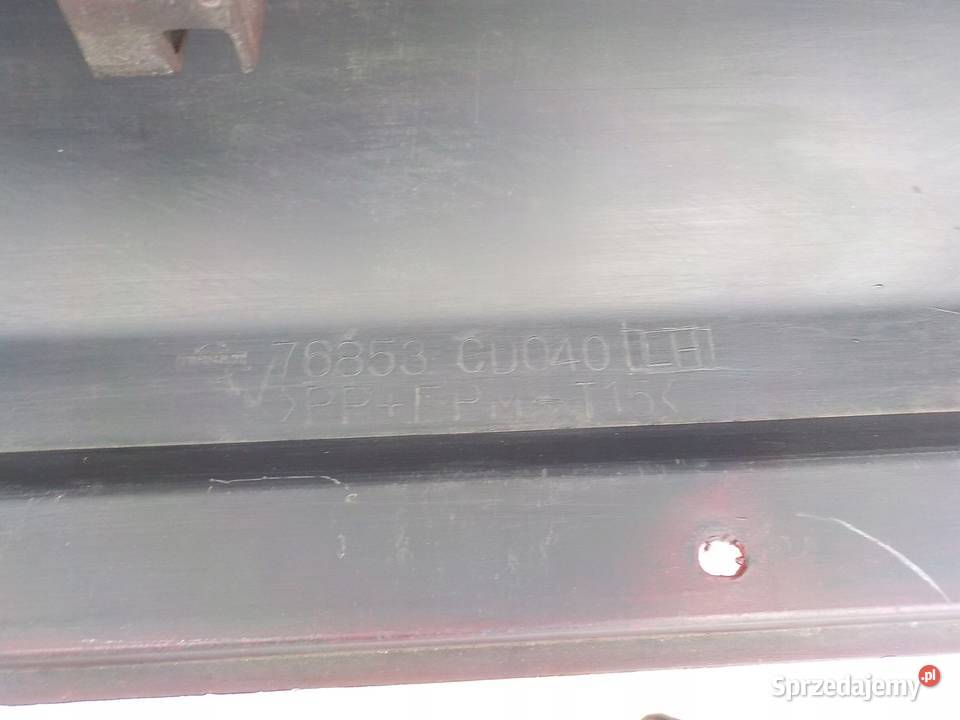 76853 CD040 LH
>PP+EPM-T15<
Sprzedajemy.pl